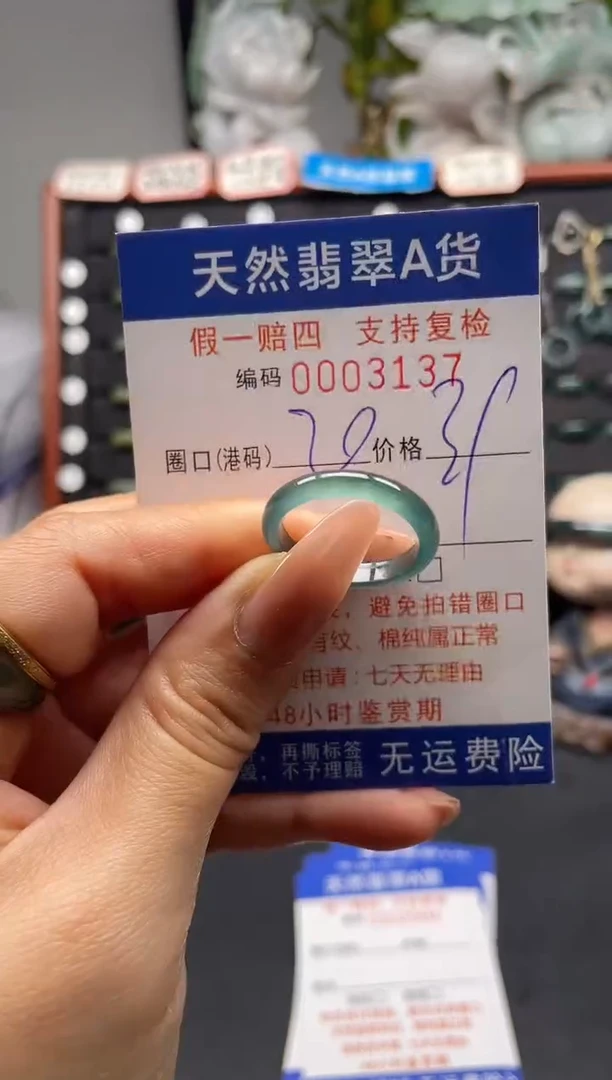 天然翡翠A货
假一赔四 支持复检
编码 0003137
圈口(港码) 20 价格
口
避免拍错圈口
纹、棉纯属正常
申请:七天无理由
48小时鉴赏期
再撕标签
不予理赔 无运费险